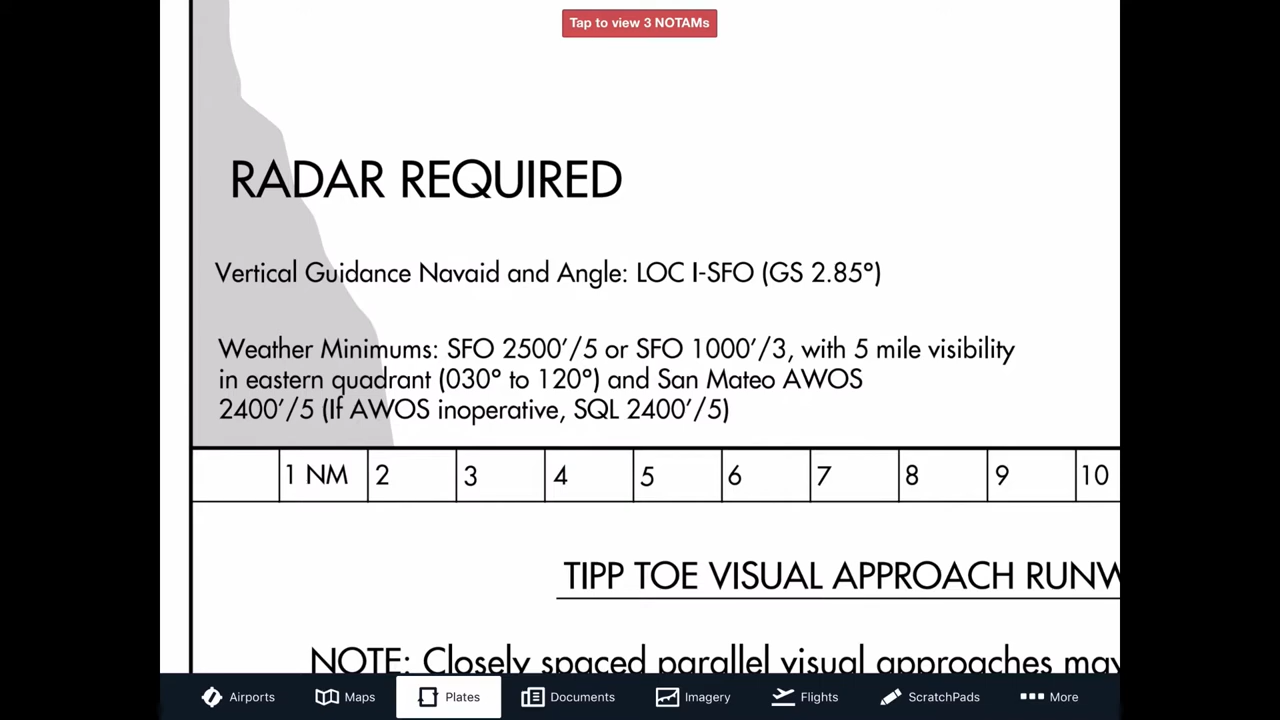 Tap to view 3 NOTAMs
RADAR REQUIRED
Vertical Guidance Navaid and Angle: LOC I-SFO (GS 2.85°)
Weather Minimums: SFO 2500’/5 or SFO 1000’/3, with 5 mile visibility
in eastern quadrant (030° to 120°) and San Mateo AWOS
2400’/5 (If AWOS inoperative, SQL 2400’/5)
1 NM 2 3 4 5 6 7 8 9 10
TIPP TOE VISUAL APPROACH RUNW
NOTE: Closely spaced parallel visual approaches may
Airports Maps Plates Documents Imagery Flights ScratchPads More